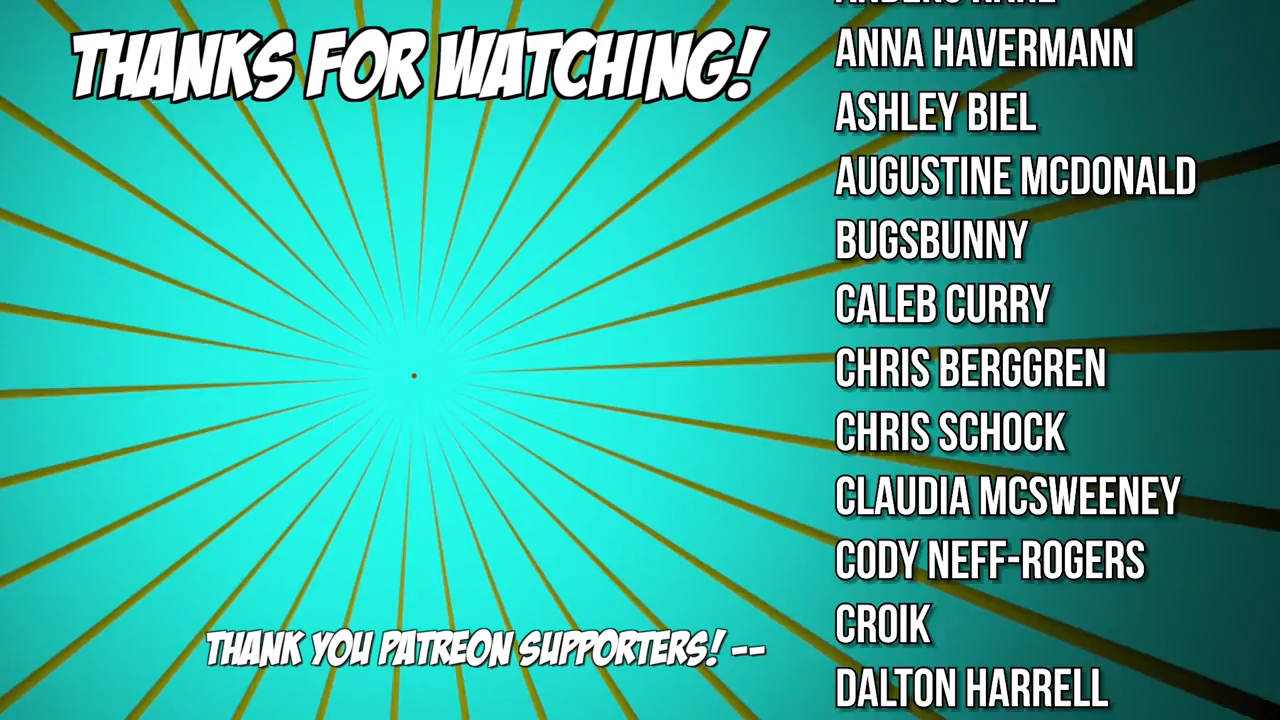 THANKS FOR WATCHING!
ANNA HAVERMANN
ASHLEY BIEL
AUGUSTINE MCDONALD
BUGSBUNNY
CALEB CURRY
CHRIS BERGGREN
CHRIS SCHOCK
CLAUDIA MCSWEENEY
CODY NEFF-ROGERS
CROIK
DALTON HARRELL
THANK YOU PATREON SUPPORTERS! --